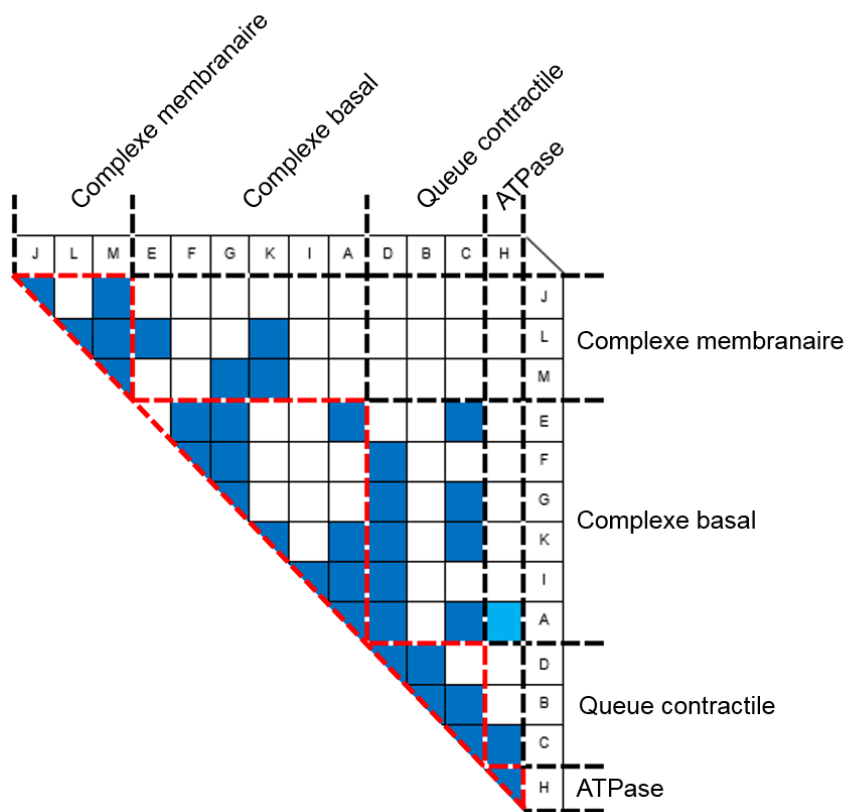 Complexe membranaire
Complexe basal
Queue contractile
ATPase
J L M E F G K I A D B C H
J
L
Complexe membranaire
M
E
F
G
Complexe basal
K
I
A
D
B
Queue contractile
C
H
ATPase